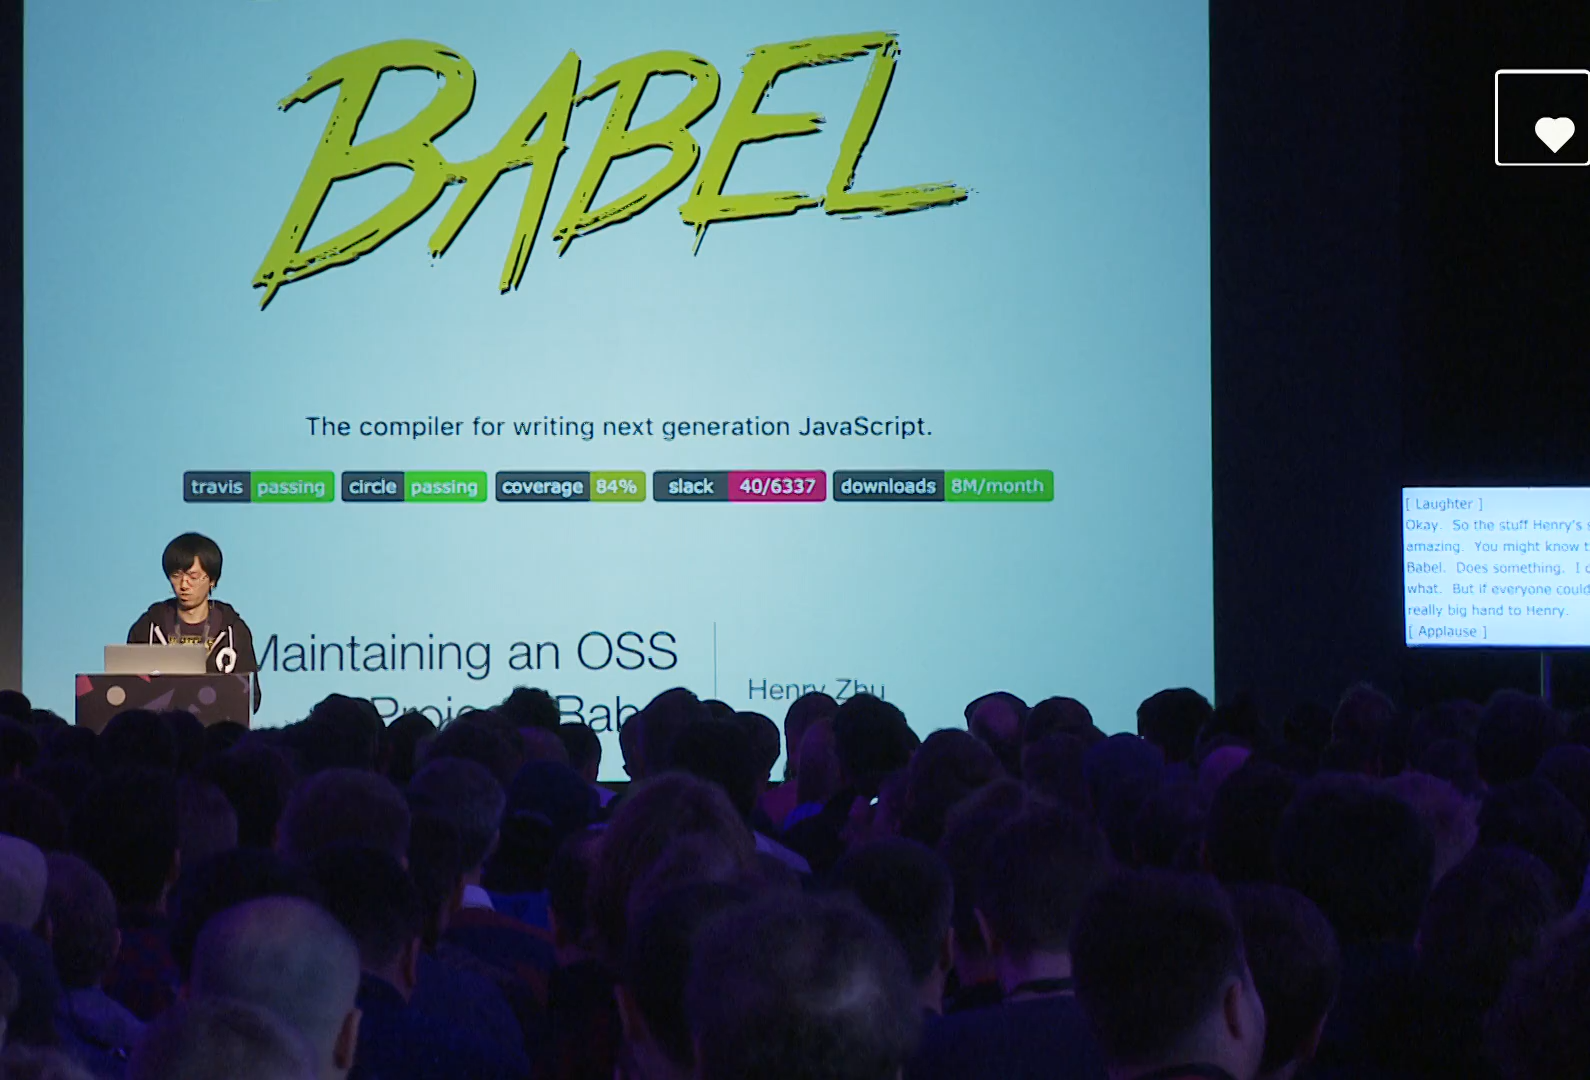 BABEL
The compiler for writing next generation JavaScript.
travis passing circle passing coverage 84% slack 40/6337 downloads 8M/month
Maintaining an OSS
Henry Zhu
[ Laughter ]
Okay. So the stuff Henry's
amazing. You might know
Babel. Does something. I
what. But if everyone could
really big hand to Henry.
[ Applause ]